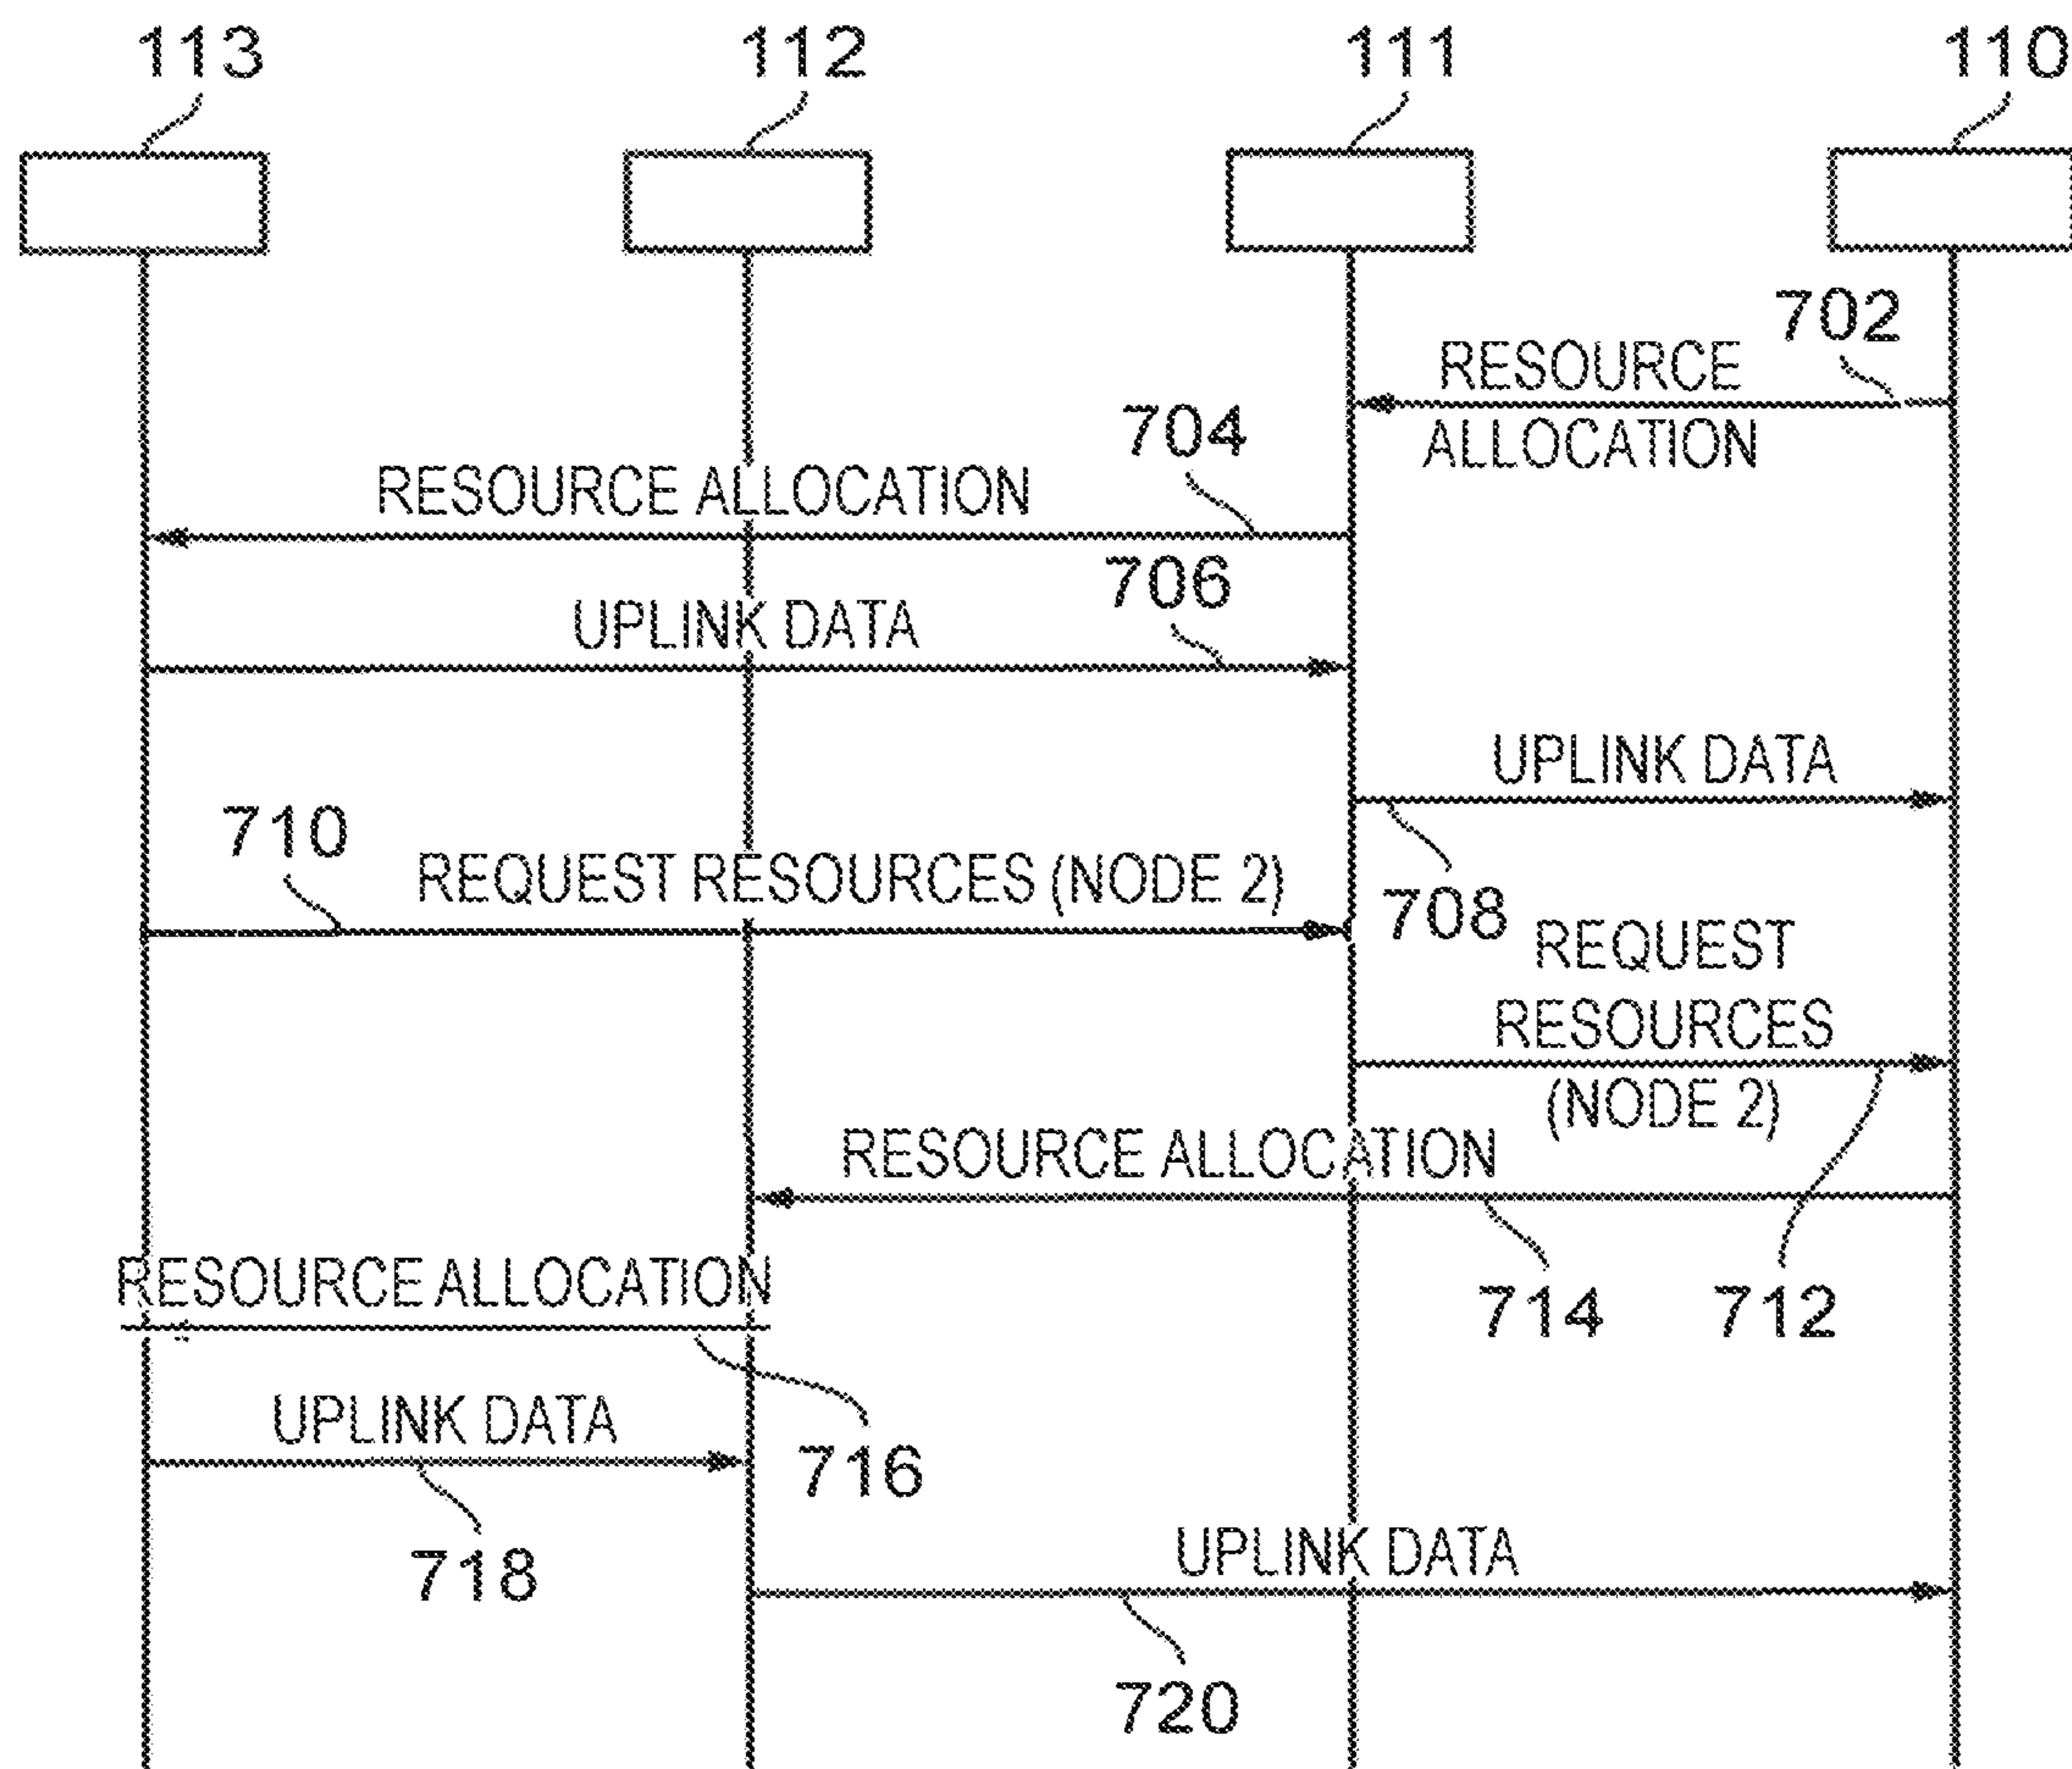 113
112
111
110
702
RESOURCE
ALLOCATION
704
RESOURCE ALLOCATION
706
UPLINK DATA
UPLINK DATA
708
710
REQUEST RESOURCES (NODE 2)
REQUEST
RESOURCES
(NODE 2)
712
RESOURCE ALLOCATION
714
RESOURCE ALLOCATION
716
UPLINK DATA
718
UPLINK DATA
720